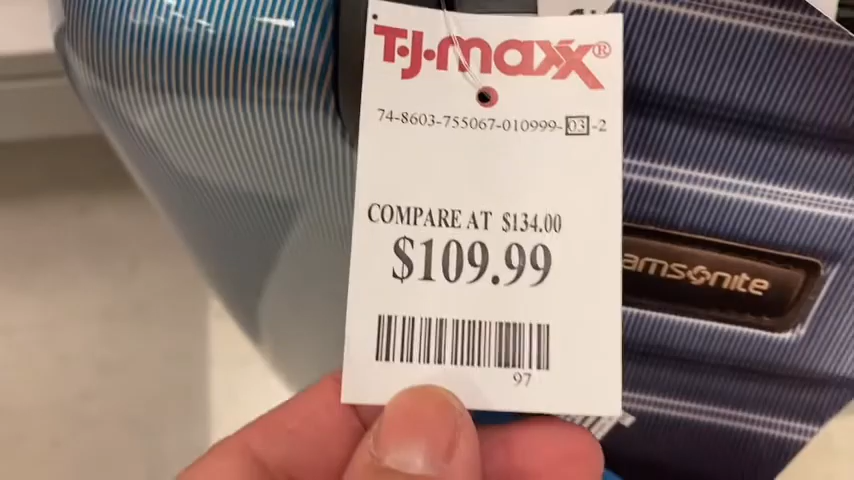 T·J·maxx®
74-8603-755067-010999-03-2
COMPARE AT $134.00
$109.99
97
amsonite